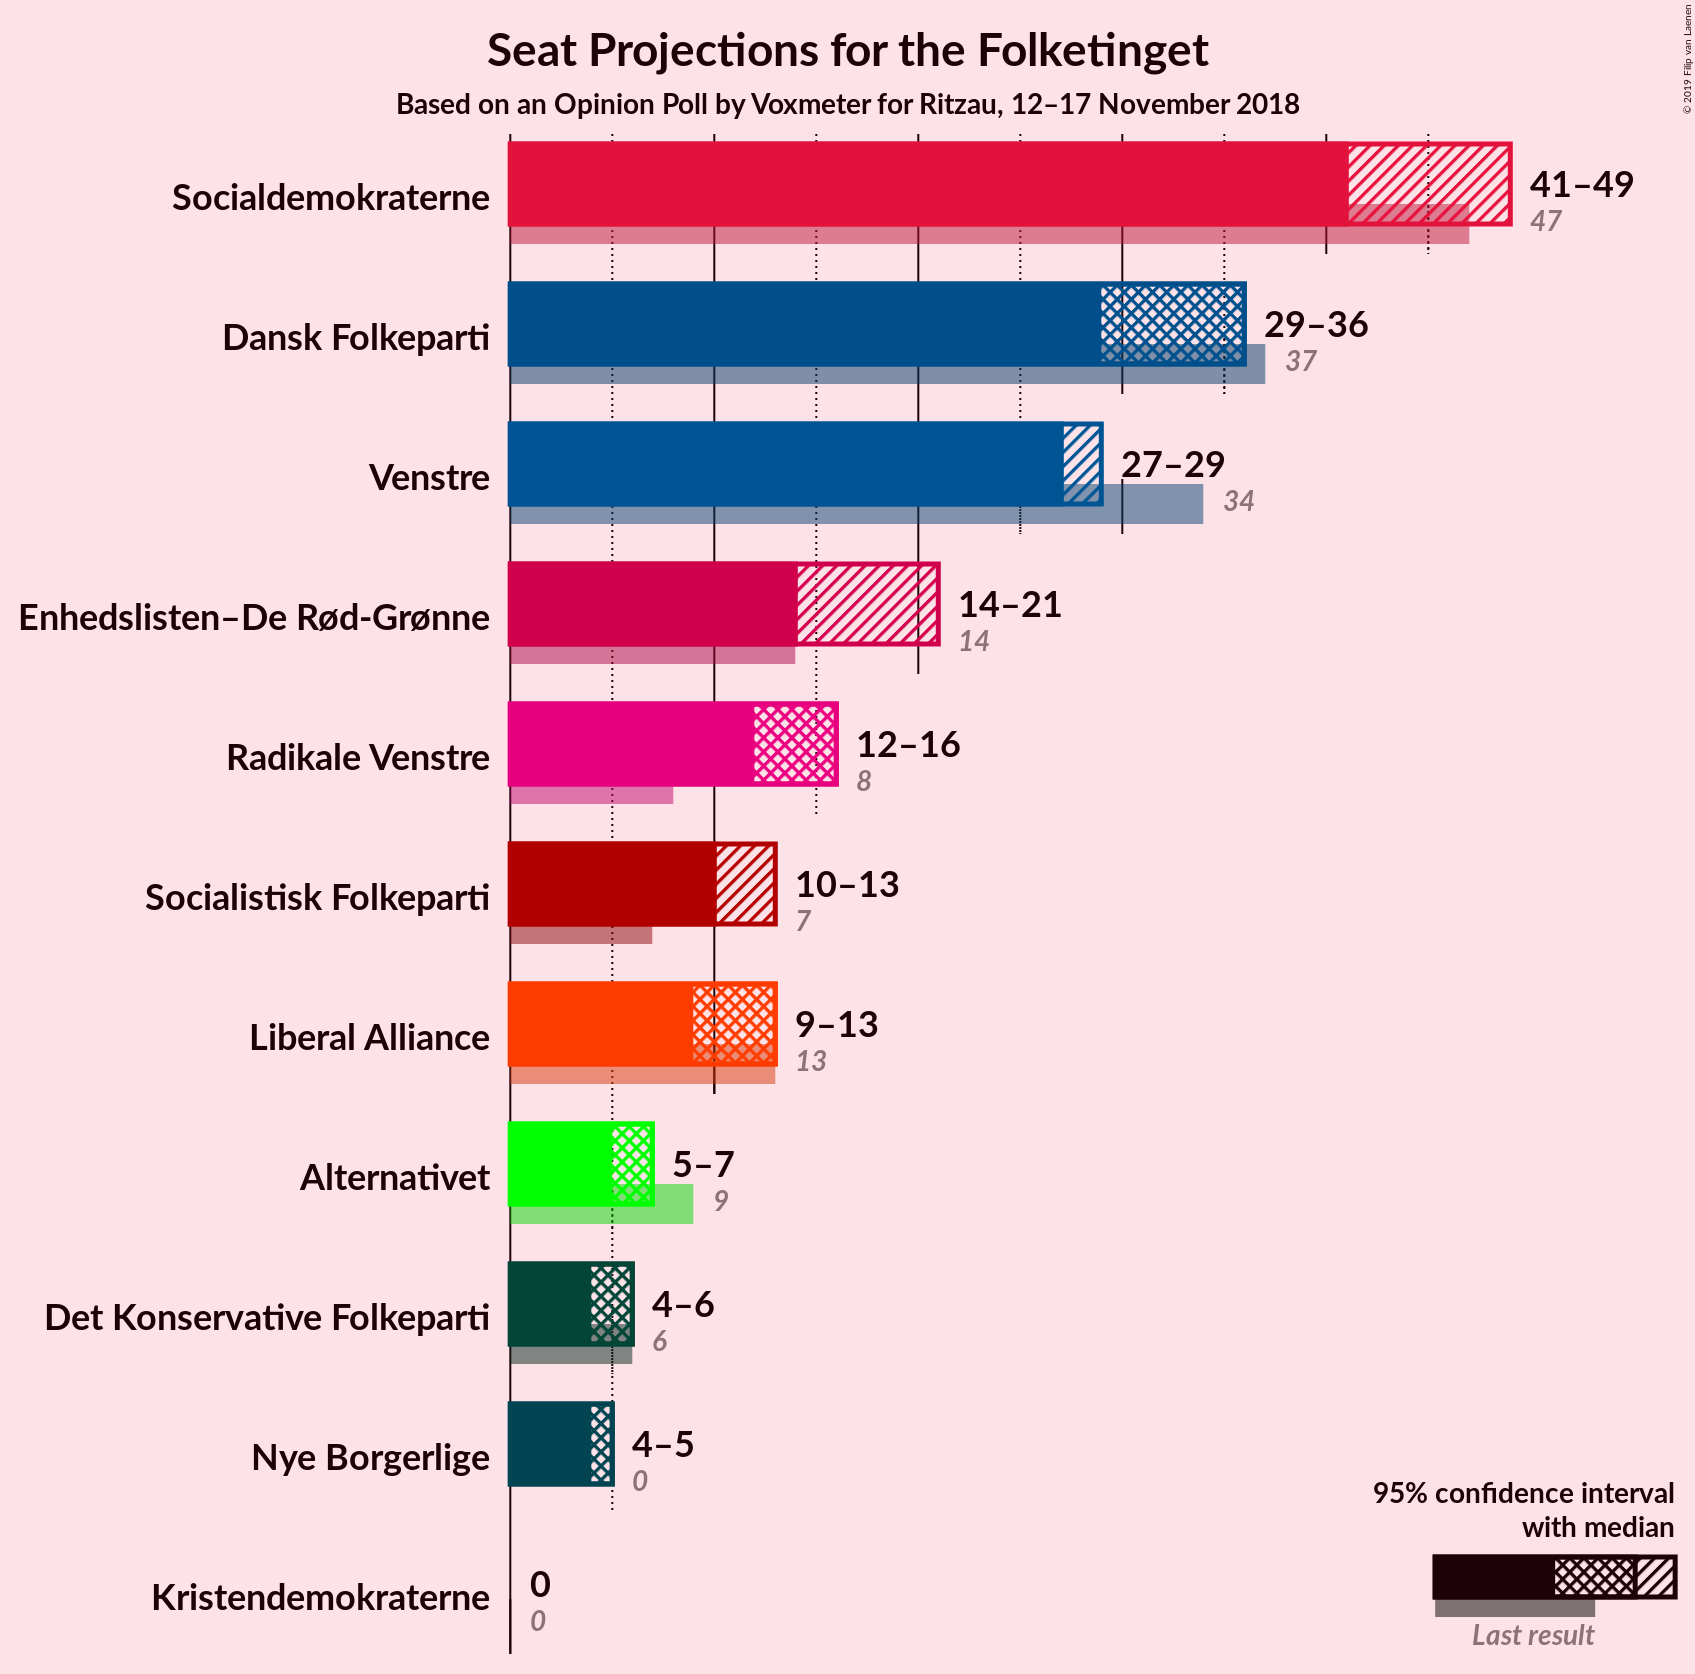 Seat Projections for the Folketinget
Based on an Opinion Poll by Voxmeter for Ritzau, 12–17 November 2018
© 2019 Filip van Laenen
Socialdemokraterne
41–49
47
Dansk Folkeparti
29–36
37
Venstre
27–29
34
Enhedslisten–De Rød-Grønne
14–21
14
Radikale Venstre
12–16
8
Socialistisk Folkeparti
10–13
7
Liberal Alliance
9–13
13
Alternativet
5–7
9
Det Konservative Folkeparti
4–6
6
Nye Borgerlige
4–5
0
Kristendemokraterne
0
0
95% confidence interval
with median
Last result